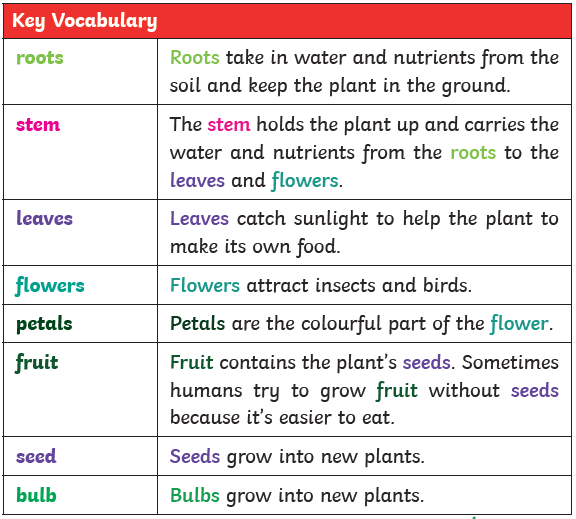 Key Vocabulary
roots
Roots take in water and nutrients from the
soil and keep the plant in the ground.
stem
The stem holds the plant up and carries the
water and nutrients from the roots to the
leaves and flowers.
leaves
Leaves catch sunlight to help the plant to
make its own food.
flowers
Flowers attract insects and birds.
petals
Petals are the colourful part of the flower.
fruit
Fruit contains the plant's seeds. Sometimes
humans try to grow fruit without seeds
because it's easier to eat.
seed
Seeds grow into new plants.
bulb
Bulbs grow into new plants.